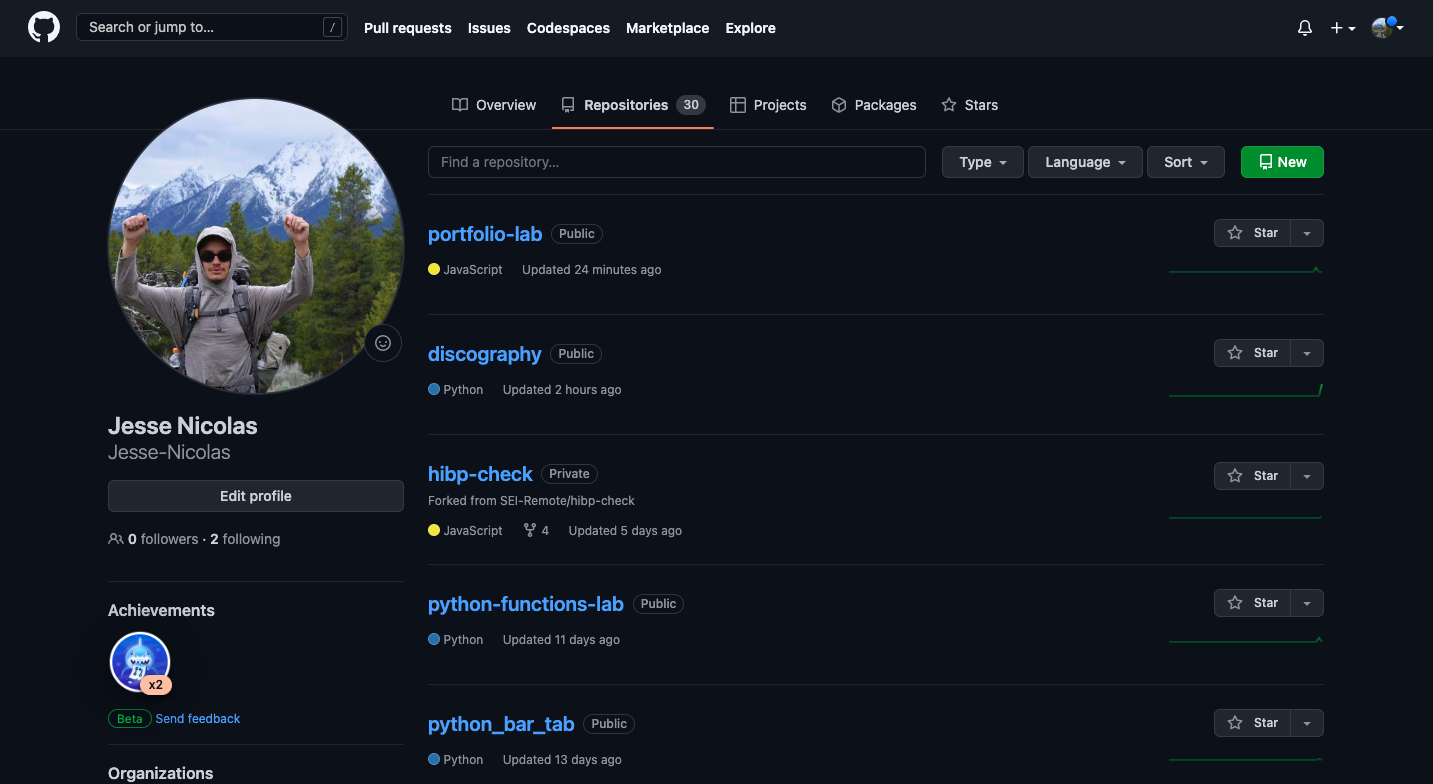 Search or jump to... /
Pull requests Issues Codespaces Marketplace Explore
Overview Repositories 30 Projects Packages Stars
Find a repository... Type Language Sort New
Jesse Nicolas
Jesse-Nicolas
Edit profile
0 followers · 2 following
Achievements
x2
Beta Send feedback
Organizations
portfolio-lab Public
Star
JavaScript Updated 24 minutes ago
discography Public
Star
Python Updated 2 hours ago
hibp-check Private
Star
Forked from SEI-Remote/hibp-check
JavaScript 4 Updated 5 days ago
python-functions-lab Public
Star
Python Updated 11 days ago
python_bar_tab Public
Star
Python Updated 13 days ago